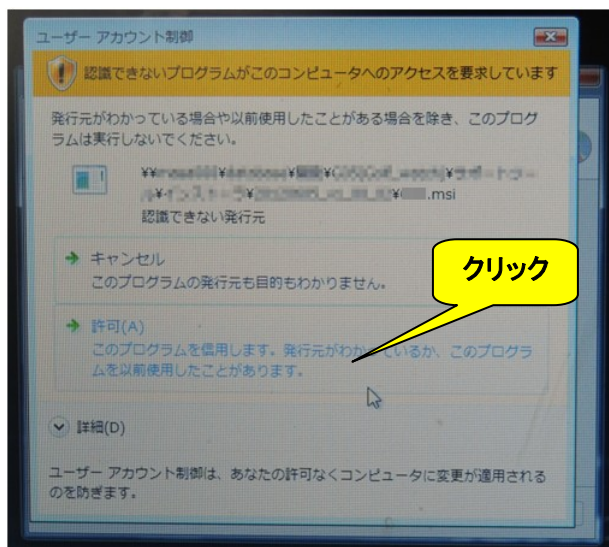 ユーザー アカウント制御
認識できないプログラムがこのコンピュータへのアクセスを要求しています
発行元がわかっている場合や以前使用したことがある場合を除き、このプログ
ラムは実行しないでください。
.msi
認識できない発行元
キャンセル
このプログラムの発行元も目的もわかりません。
クリック
許可(A)
このプログラムを信用します。発行元がわかっているか、このプログラ
ムを以前使用したことがあります。
詳細(D)
ユーザー アカウント制御は、あなたの許可なくコンピュータに変更が適用される
のを防ぎます。